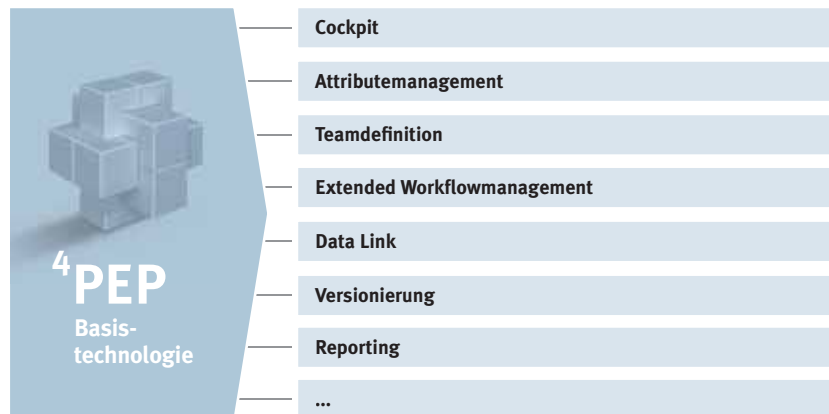 4PEP
Basis-
technologie
Cockpit
Attributemanagement
Teamdefinition
Extended Workflowmanagement
Data Link
Versionierung
Reporting
...